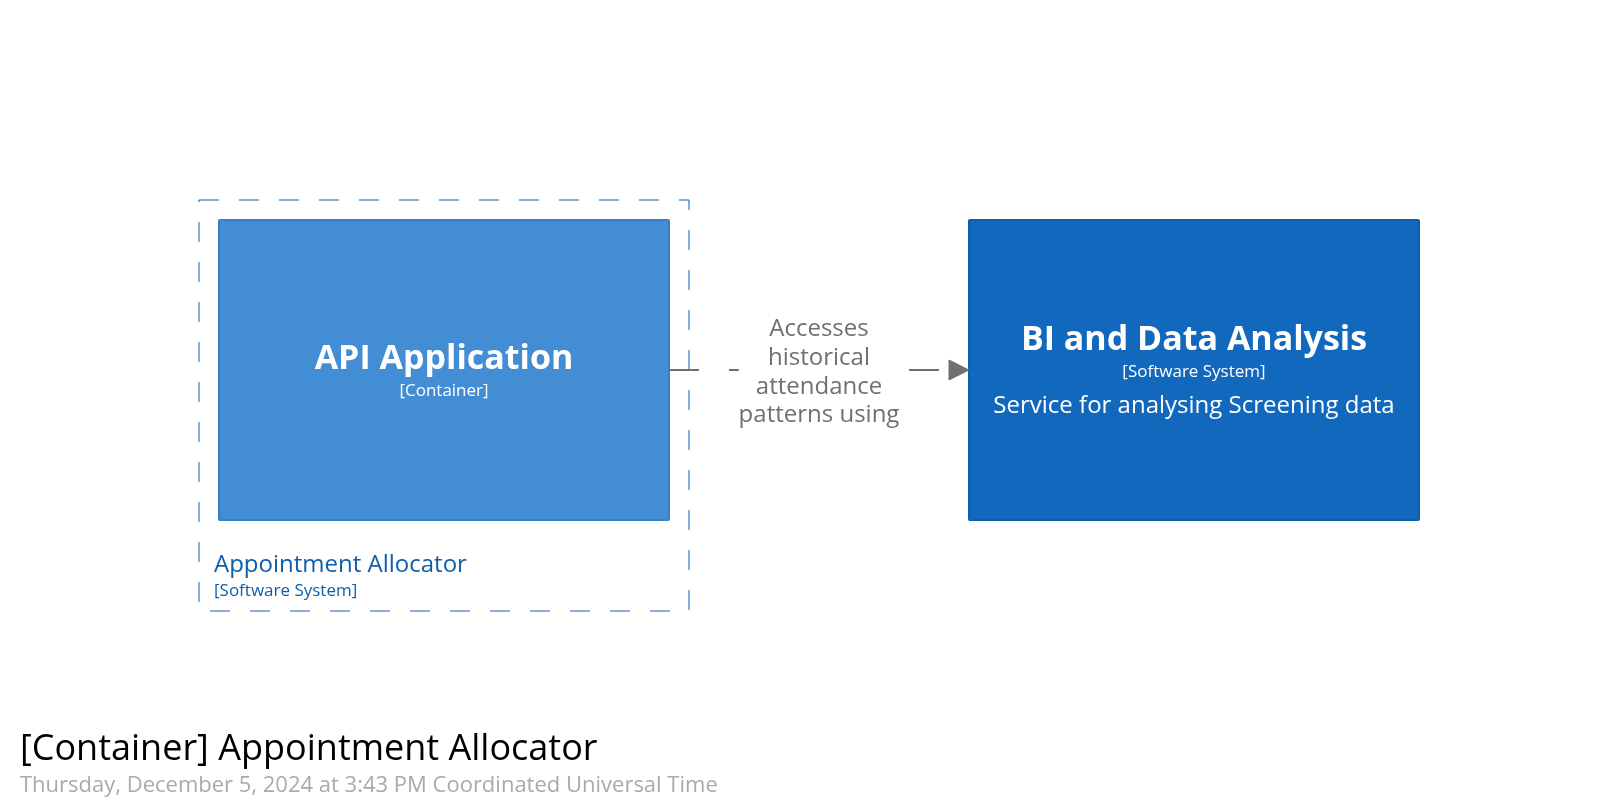 API Application
[Container]
Appointment Allocator
[Software System]
Accesses
historical
attendance
patterns using
BI and Data Analysis
[Software System]
Service for analysing Screening data
[Container] Appointment Allocator
Thursday, December 5, 2024 at 3:43 PM Coordinated Universal Time